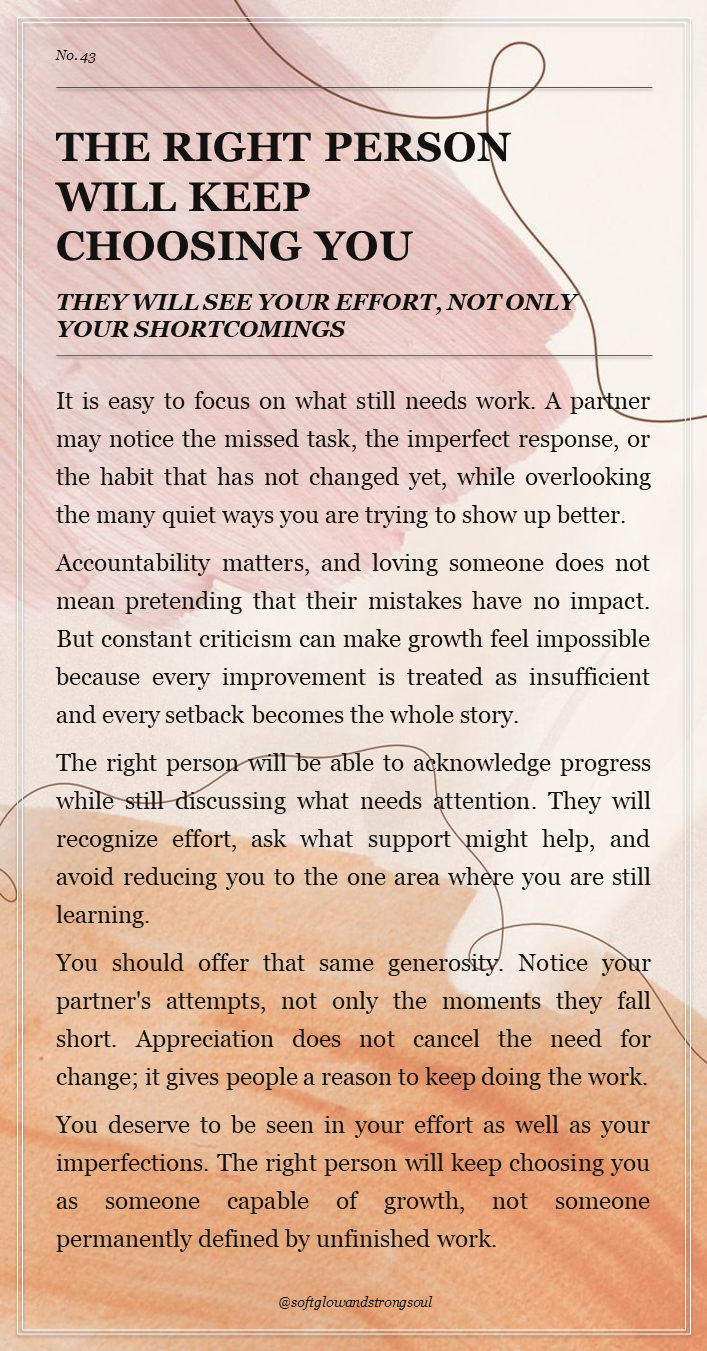 No. 43
THE RIGHT PERSON
WILL KEEP
CHOOSING YOU
THEY WILL SEE YOUR EFFORT, NOT ONLY
YOUR SHORTCOMINGS
It is easy to focus on what still needs work. A partner
may notice the missed task, the imperfect response, or
the habit that has not changed yet, while overlooking
the many quiet ways you are trying to show up better.
Accountability matters, and loving someone does not
mean pretending that their mistakes have no impact.
But constant criticism can make growth feel impossible
because every improvement is treated as insufficient
and every setback becomes the whole story.
The right person will be able to acknowledge progress
while still discussing what needs attention. They will
recognize effort, ask what support might help, and
avoid reducing you to the one area where you are still
learning.
You should offer that same generosity. Notice your
partner's attempts, not only the moments they fall
short. Appreciation does not cancel the need for
change; it gives people a reason to keep doing the work.
You deserve to be seen in your effort as well as your
imperfections. The right person will keep choosing you
as someone capable of growth, not someone
permanently defined by unfinished work.
@softglowandstrongsoul